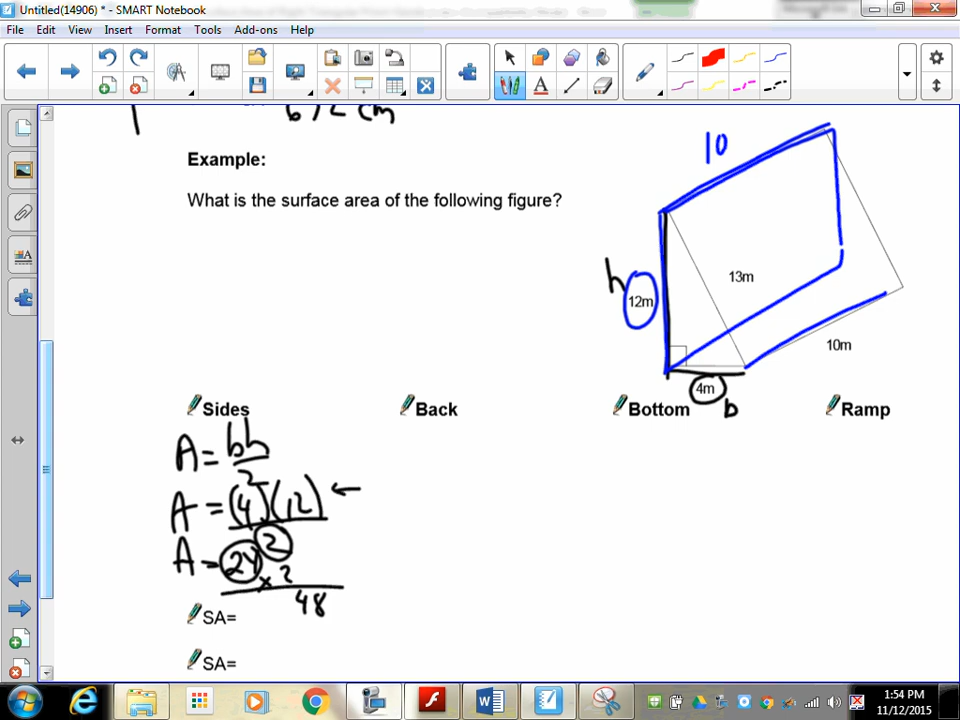 Untitled(14906) * - SMART Notebook
File Edit View Insert Format Tools Add-ons Help
672 cm
Example:
What is the surface area of the following figure?
10
h
12m
13m
10m
4m
b
Sides
Back
Bottom
Ramp
A = bh
2
A = (4)(12) ←
2
A = 24
x 2
48
SA=
SA=
1:54 PM
11/12/2015